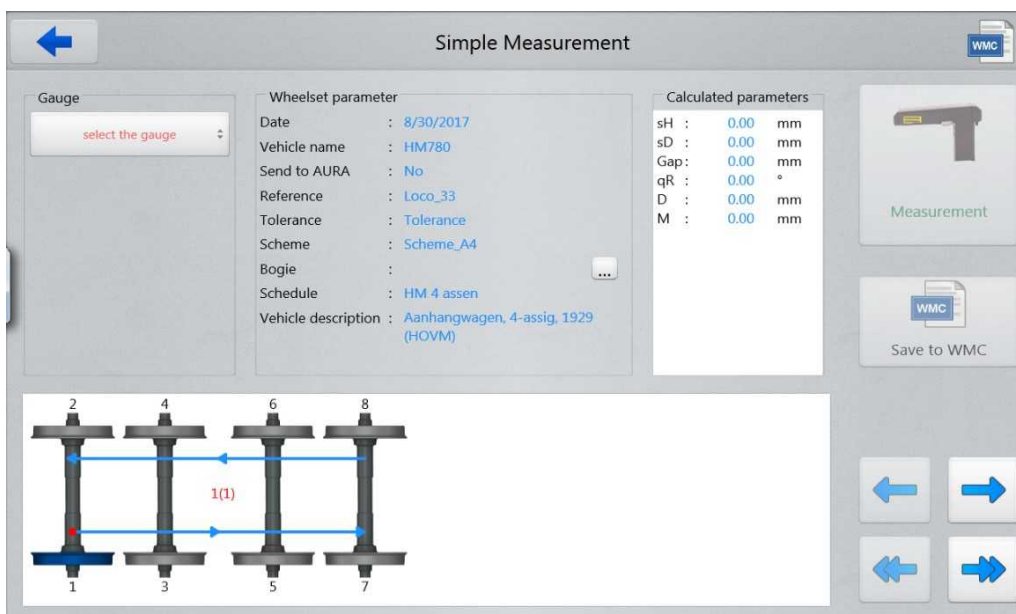 Simple Measurement
WMC
Gauge
select the gauge
Wheelset parameter
Date : 8/30/2017
Vehicle name : HM780
Send to AURA : No
Reference : Loco_33
Tolerance : Tolerance
Scheme : Scheme_A4
Bogie :
...
Schedule : HM 4 assen
Vehicle description : Aanhangwagen, 4-assig, 1929
(HOVM)
Calculated parameters
sH : 0.00 mm
sD : 0.00 mm
Gap : 0.00 mm
qR : 0.00 °
D : 0.00 mm
M : 0.00 mm
Measurement
WMC
Save to WMC
2 4 6 8
1(1)
1 3 5 7